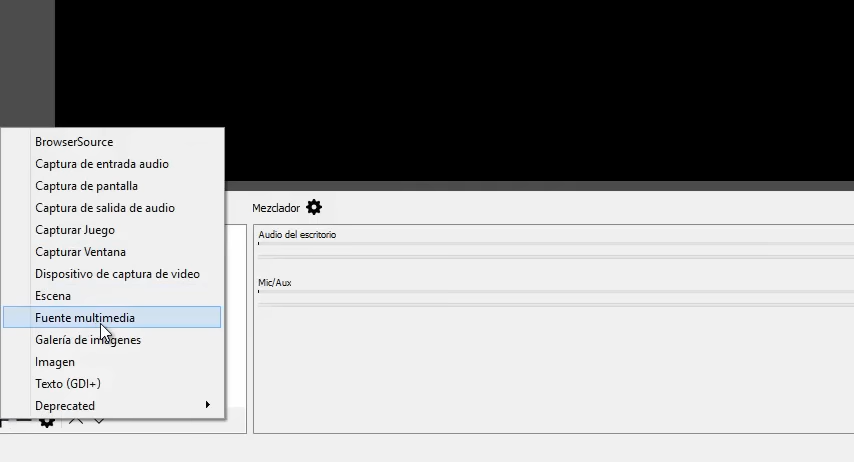 BrowserSource
Captura de entrada audio
Captura de pantalla
Captura de salida de audio
Capturar Juego
Capturar Ventana
Dispositivo de captura de video
Escena
Fuente multimedia
Galería de imágenes
Imagen
Texto (GDI+)
Deprecated
Mezclador
Audio del escritorio
Mic/Aux